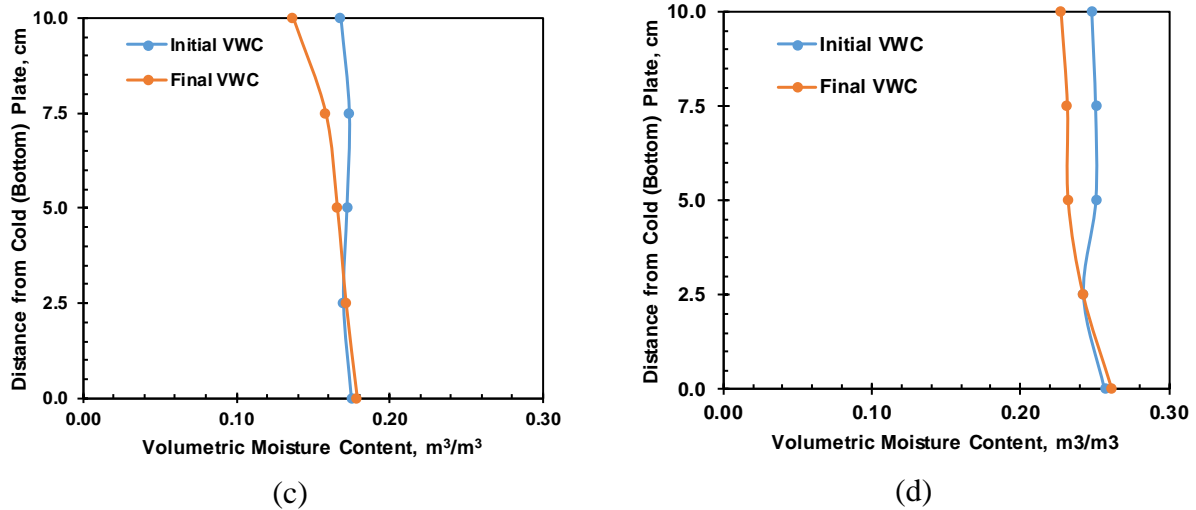 10.0
7.5
5.0
2.5
0.0
Distance from Cold (Bottom) Plate, cm
Initial VWC
Final VWC
0.00
0.10
0.20
0.30
Volumetric Moisture Content, m³/m³
(c)
10.0
7.5
5.0
2.5
0.0
Distance from Cold (Bottom) Plate, cm
Initial VWC
Final VWC
0.00
0.10
0.20
0.30
Volumetric Moisture Content, m3/m3
(d)